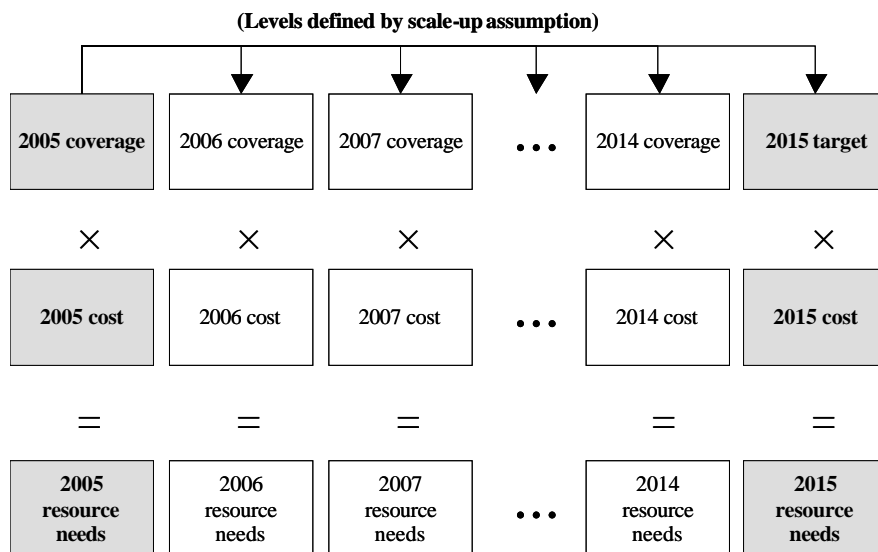 (Levels defined by scale-up assumption)
2005 coverage 2006 coverage 2007 coverage ... 2014 coverage 2015 target
× × × × ×
2005 cost 2006 cost 2007 cost ... 2014 cost 2015 cost
= = = = =
2005 2006 2007 2014 2015
resource resource resource ... resource resource
needs needs needs needs needs